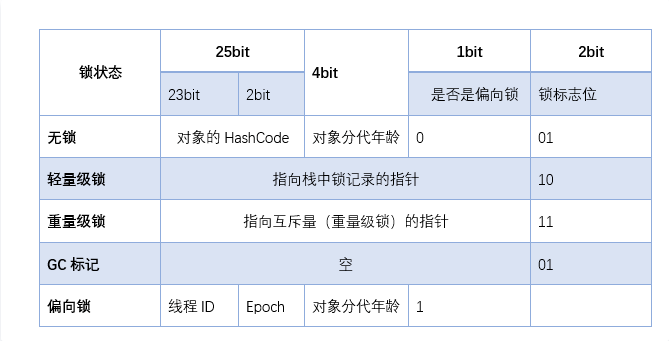 锁状态 25bit 4bit 1bit 2bit
23bit 2bit 是否是偏向锁 锁标志位
无锁 对象的 HashCode 对象分代年龄 0 01
轻量级锁 指向栈中锁记录的指针 10
重量级锁 指向互斥量（重量级锁）的指针 11
GC 标记 空 01
偏向锁 线程 ID Epoch 对象分代年龄 1